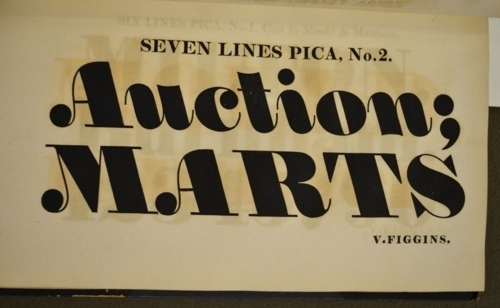 SEVEN LINES PICA, No.2.
Auction;
MARTS
V.FIGGINS.